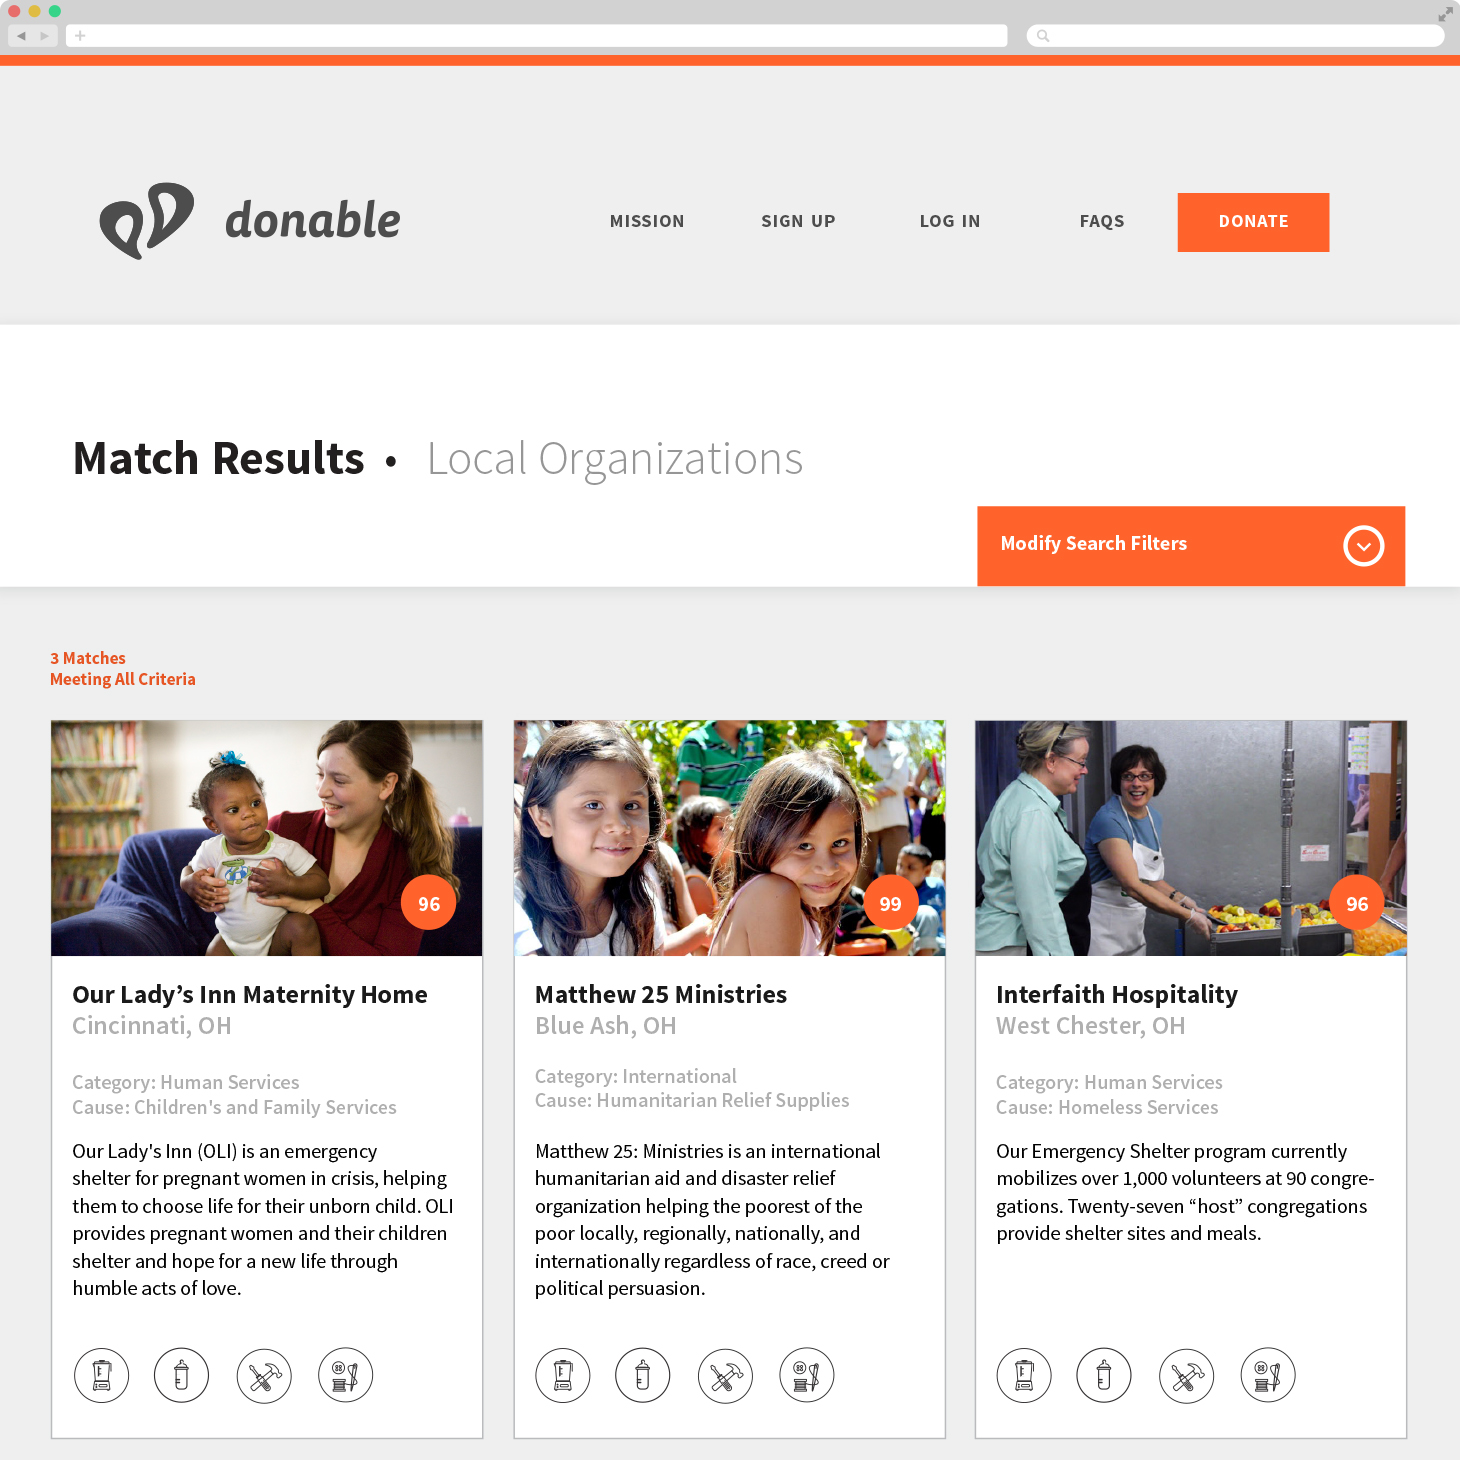 donable
MISSION
SIGN UP
LOG IN
FAQS
DONATE
Match Results • Local Organizations
Modify Search Filters
3 Matches
Meeting All Criteria
96
Our Lady’s Inn Maternity Home
Cincinnati, OH
Category: Human Services
Cause: Children's and Family Services
Our Lady's Inn (OLI) is an emergency
shelter for pregnant women in crisis, helping
them to choose life for their unborn child. OLI
provides pregnant women and their children
shelter and hope for a new life through
humble acts of love.
99
Matthew 25 Ministries
Blue Ash, OH
Category: International
Cause: Humanitarian Relief Supplies
Matthew 25: Ministries is an international
humanitarian aid and disaster relief
organization helping the poorest of the
poor locally, regionally, nationally, and
internationally regardless of race, creed or
political persuasion.
96
Interfaith Hospitality
West Chester, OH
Category: Human Services
Cause: Homeless Services
Our Emergency Shelter program currently
mobilizes over 1,000 volunteers at 90 congre-
gations. Twenty-seven “host” congregations
provide shelter sites and meals.